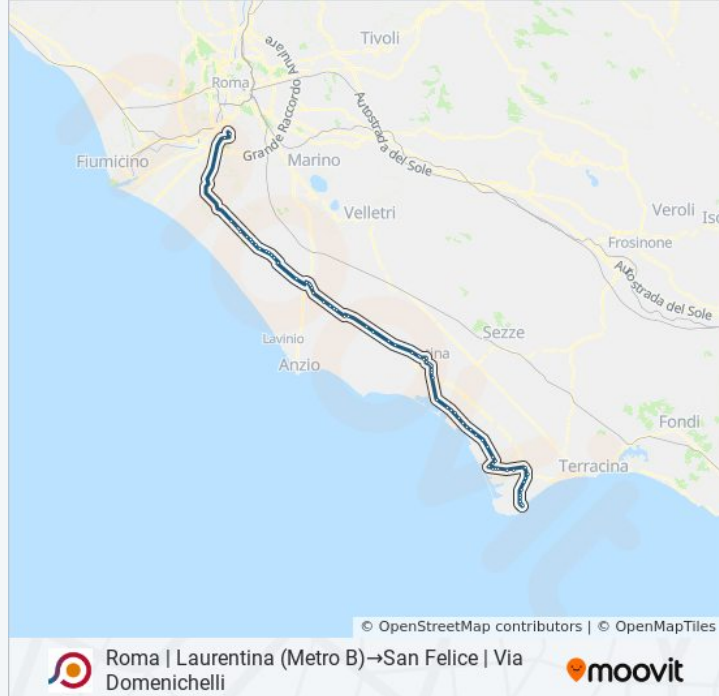 Tivoli
Roma
Grande Raccordo Anulare
Autostrada del Sole
Fiumicino
Marino
Velletri
Veroli
Frosinone
Autostrada del Sole
Sezze
Lavinio
Anzio
Fondi
Terracina
© OpenStreetMap contributors | © OpenMapTiles
Roma | Laurentina (Metro B)→San Felice | Via
Domenichelli
moovit